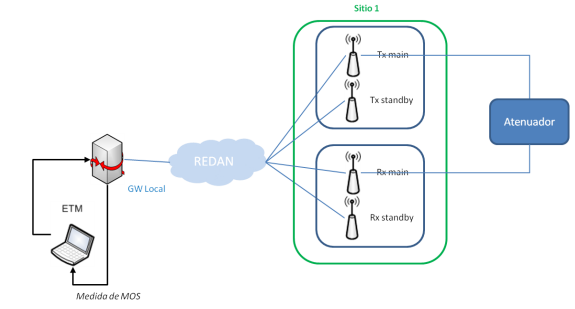 Sitio 1
Tx main
Tx standby
Atenuador
REDAN
Rx main
GW Local
ETM
Rx standby
Medida de MOS